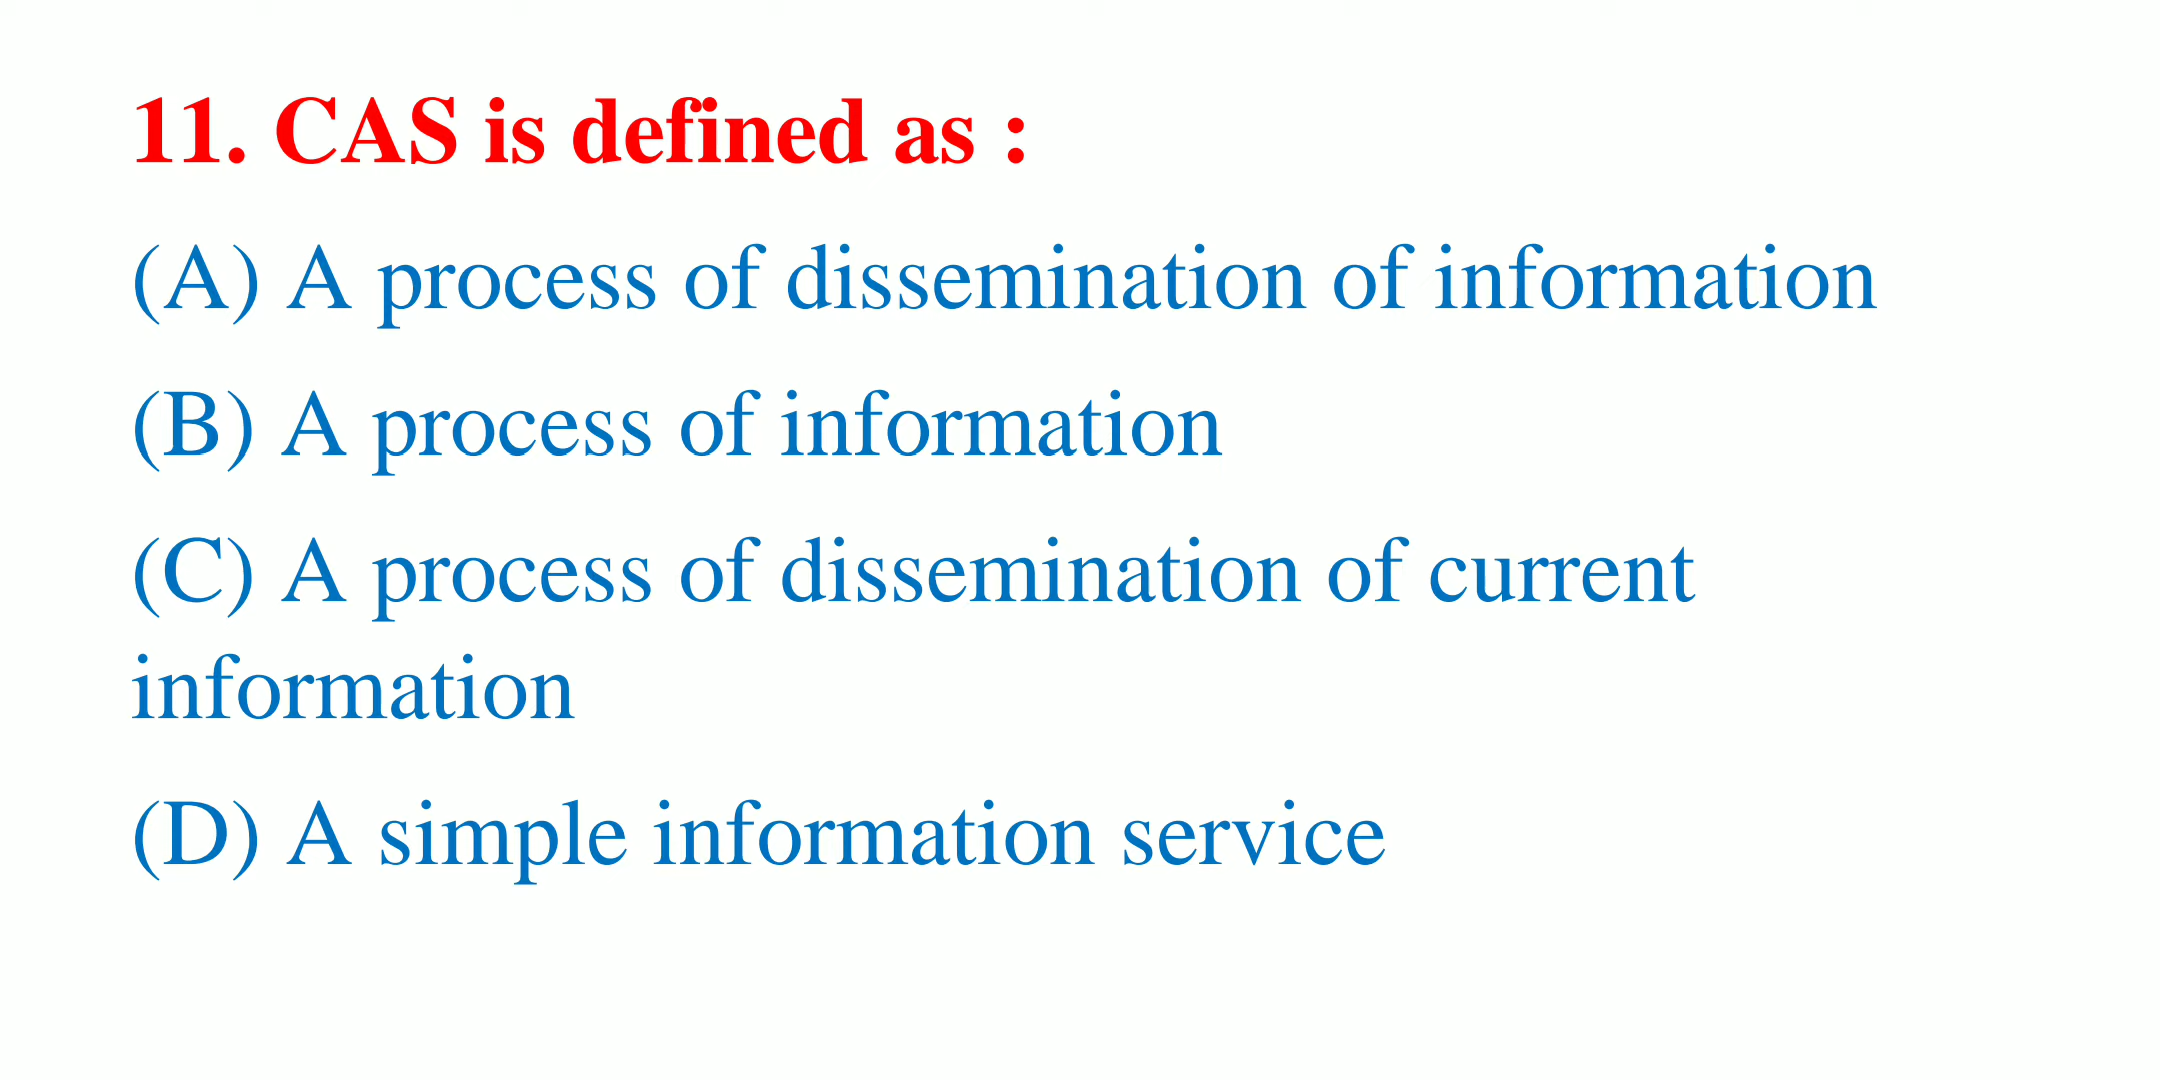 11. CAS is defined as :
(A) A process of dissemination of information
(B) A process of information
(C) A process of dissemination of current
information
(D) A simple information service